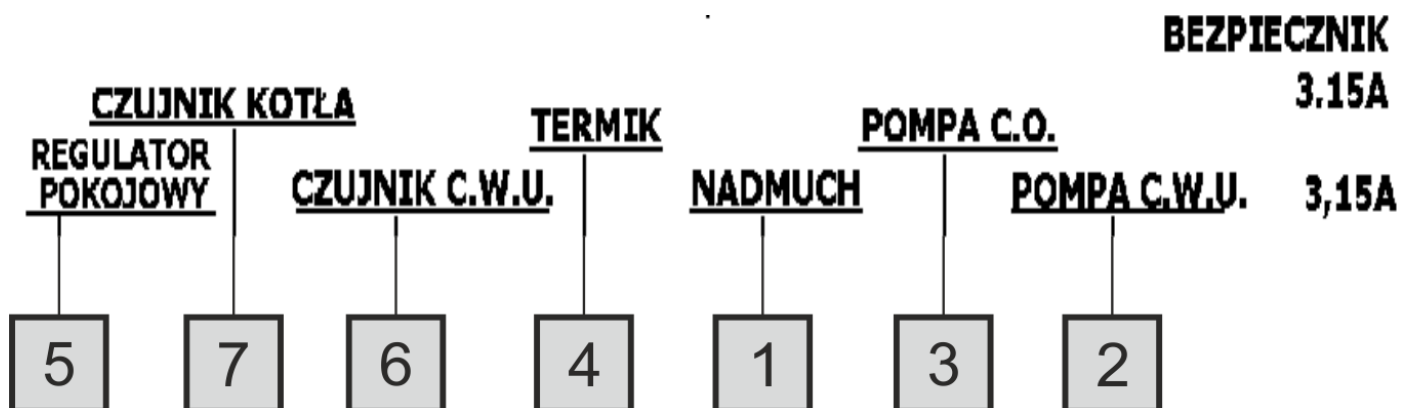 BEZPIECZNIK
3.15A
CZUJNIK KOTŁA
TERMIK
POMPA C.O.
REGULATOR
POKOJOWY
CZUJNIK C.W.U.
NADMUCH
POMPA C.W.U.
3,15A
5 7 6 4 1 3 2